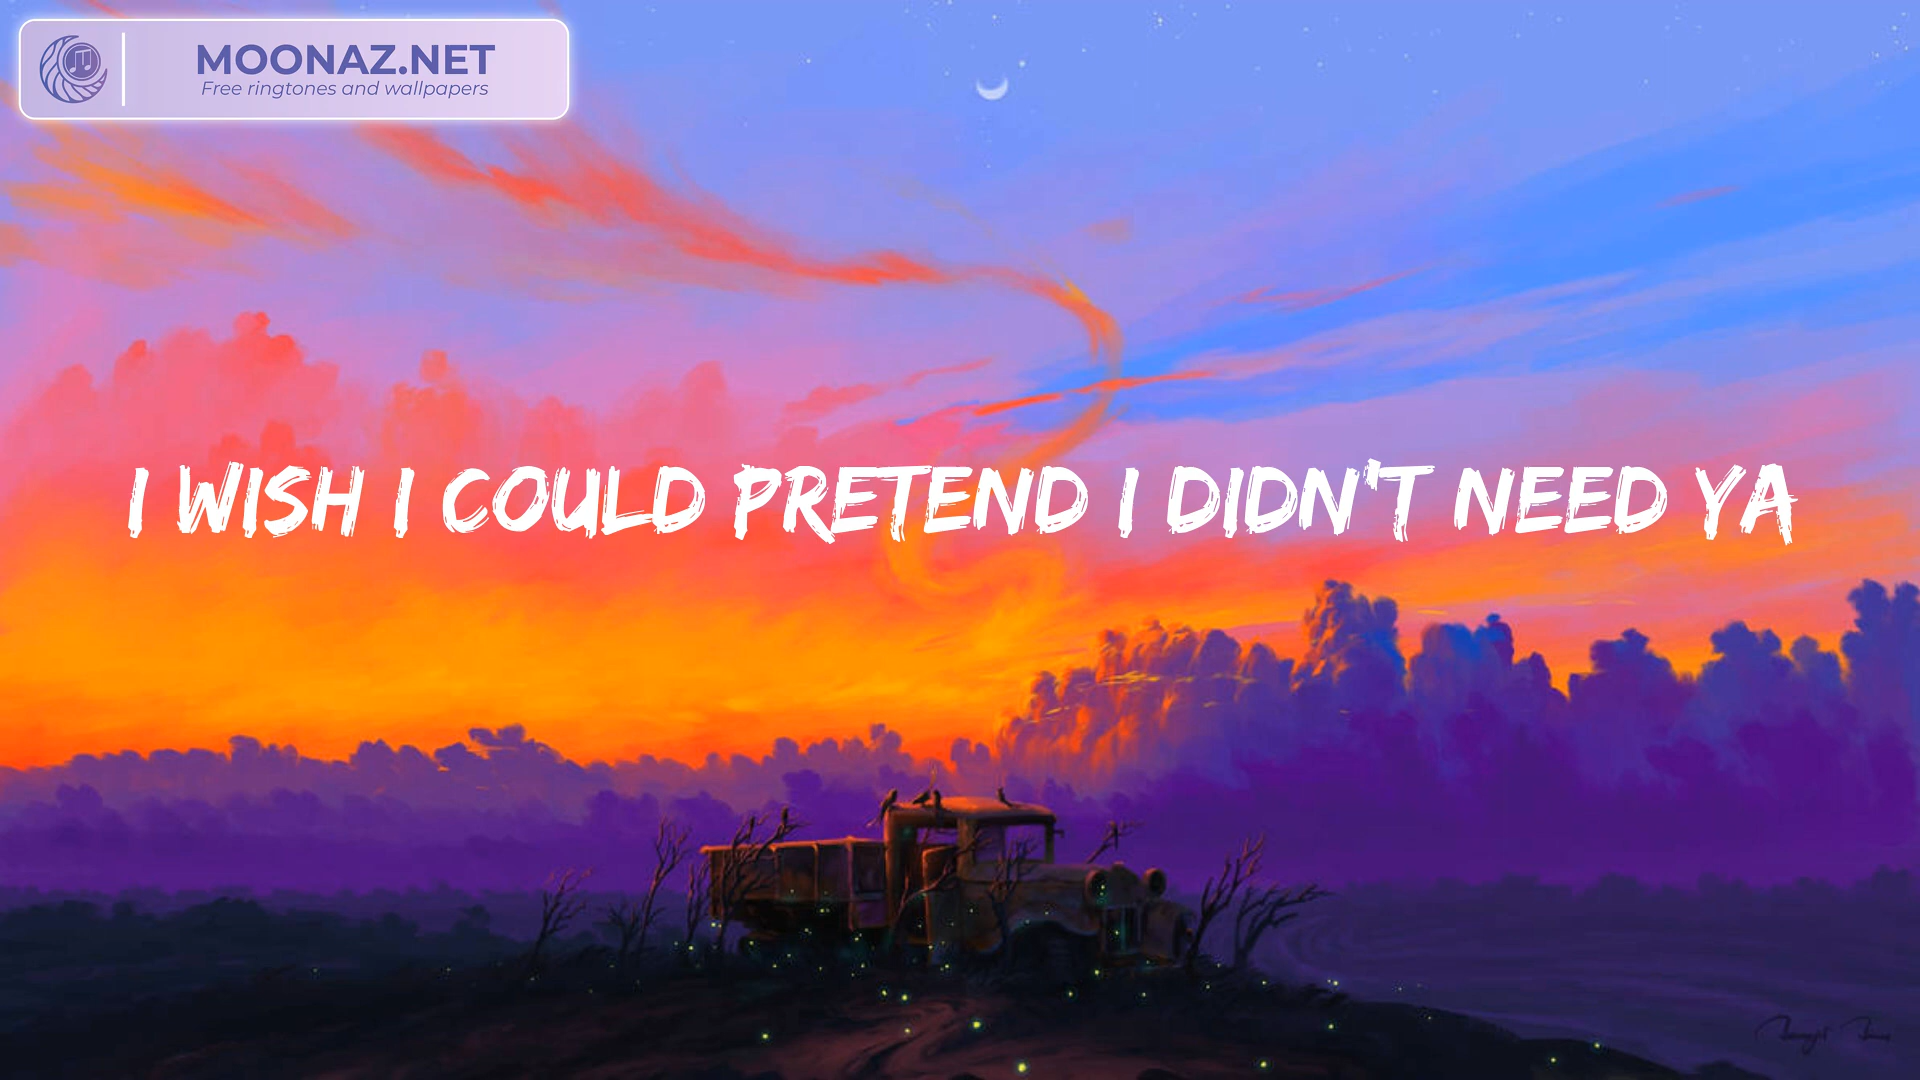 MOONAZ.NET
Free ringtones and wallpapers
I WISH I COULD PRETEND I DIDN'T NEED YA